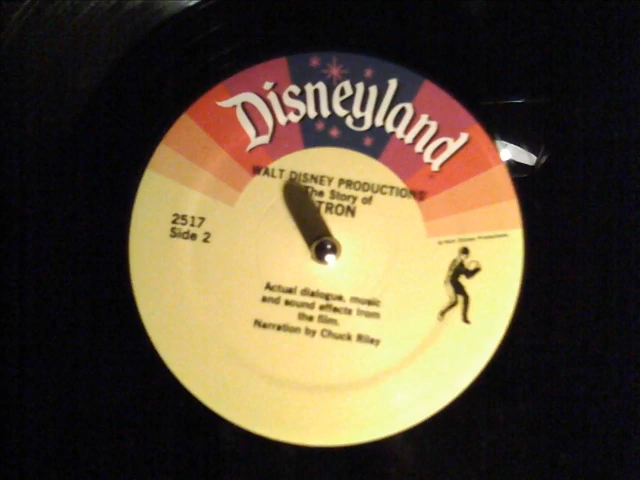 Disneyland
WALT DISNEY PRODUCTIONS
The Story of
TRON
2517
Side 2
Actual dialogue, music
and sound effects from
the film.
Narration by Chuck Riley